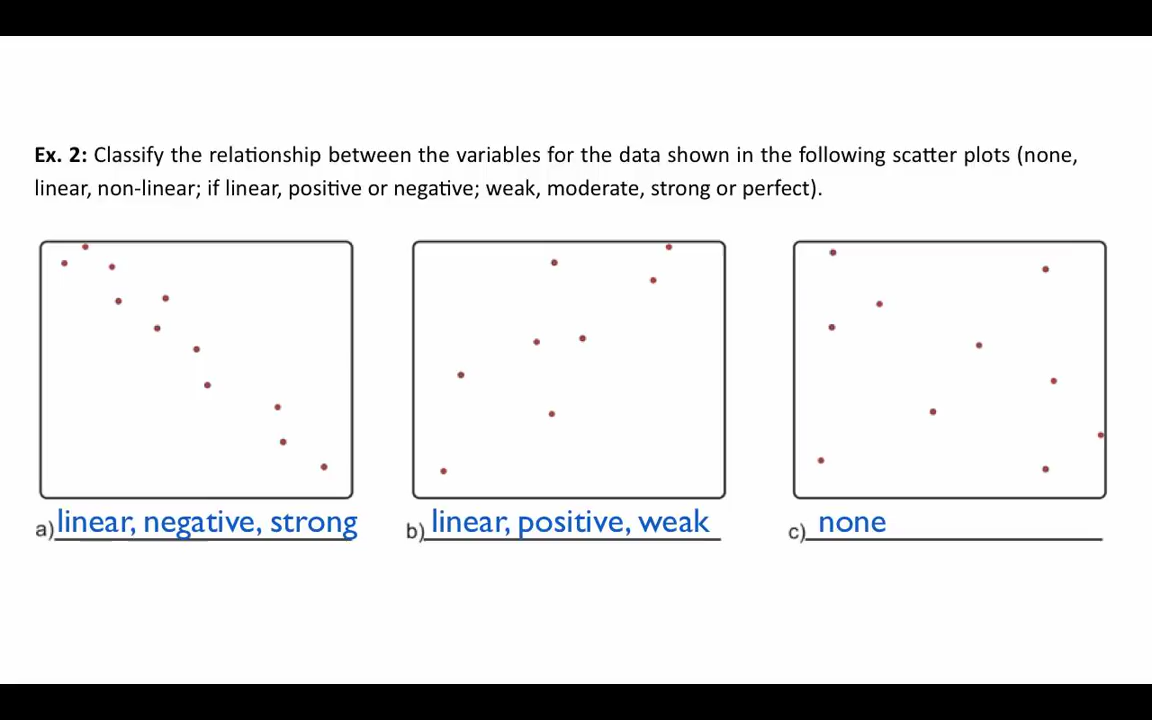 Ex. 2: Classify the relationship between the variables for the data shown in the following scatter plots (none,
linear, non-linear; if linear, positive or negative; weak, moderate, strong or perfect).
a) linear, negative, strong
b) linear, positive, weak
c) none